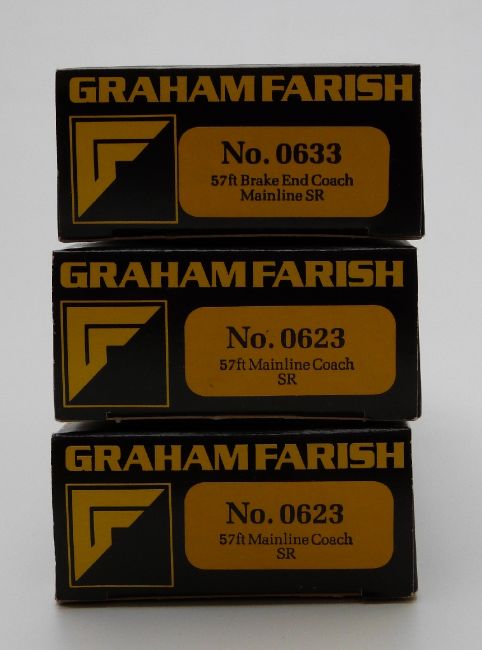 GRAHAM FARISH
No. 0633
57ft Brake End Coach
Mainline SR
GRAHAM FARISH
No. 0623
57ft Mainline Coach
SR
GRAHAM FARISH
No. 0623
57ft Mainline Coach
SR